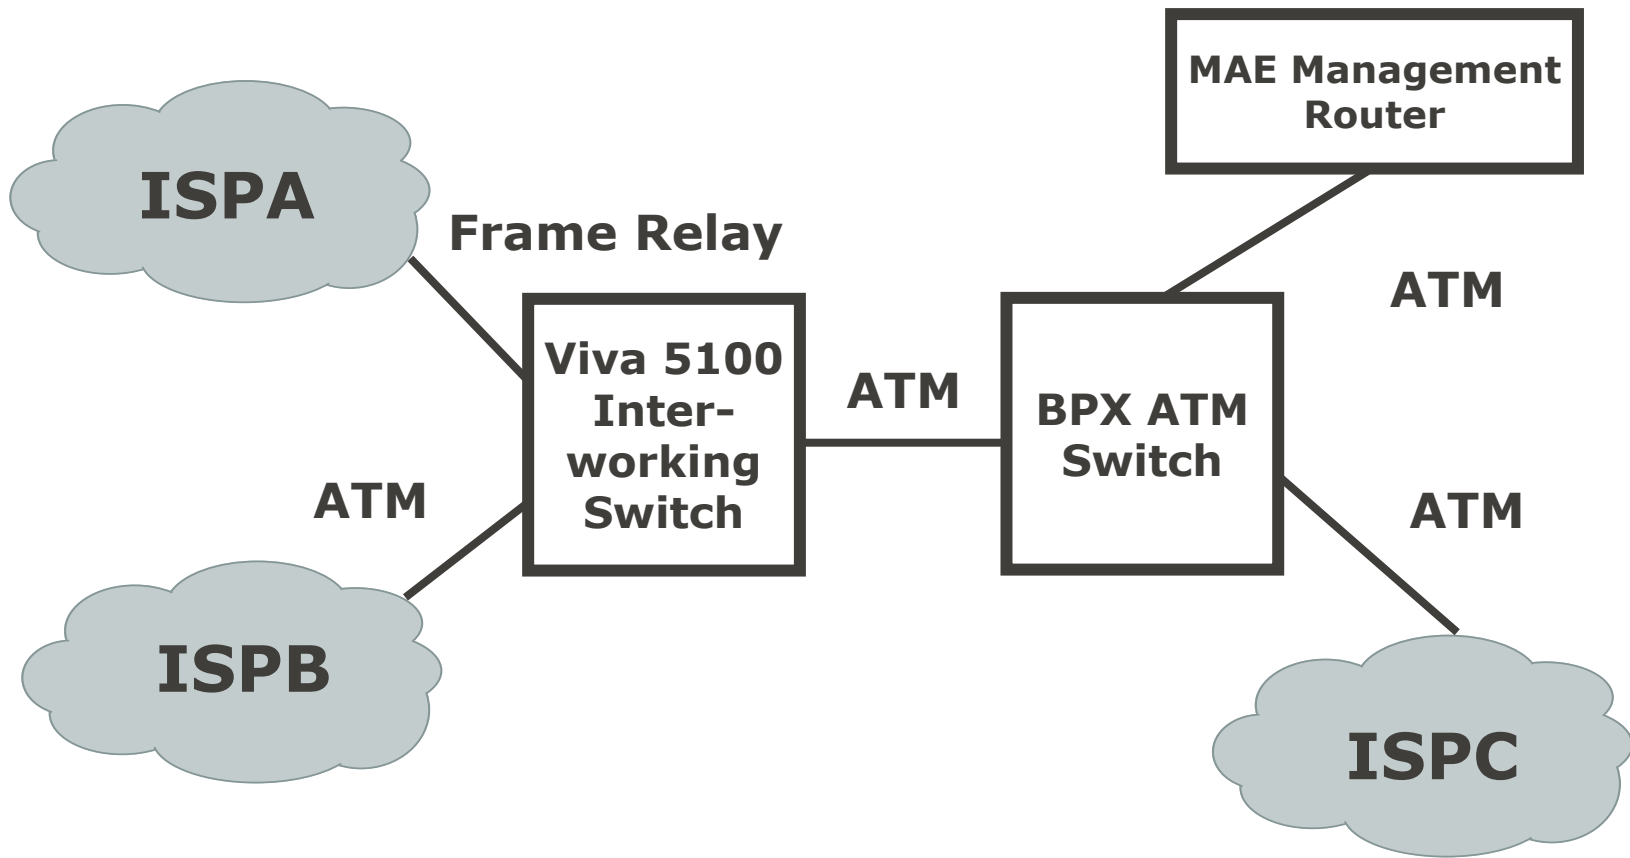 MAE Management
Router
ISPA
Frame Relay
ATM
Viva 5100
Inter-
working
Switch
ATM
BPX ATM
Switch
ATM
ATM
ISPB
ISPC